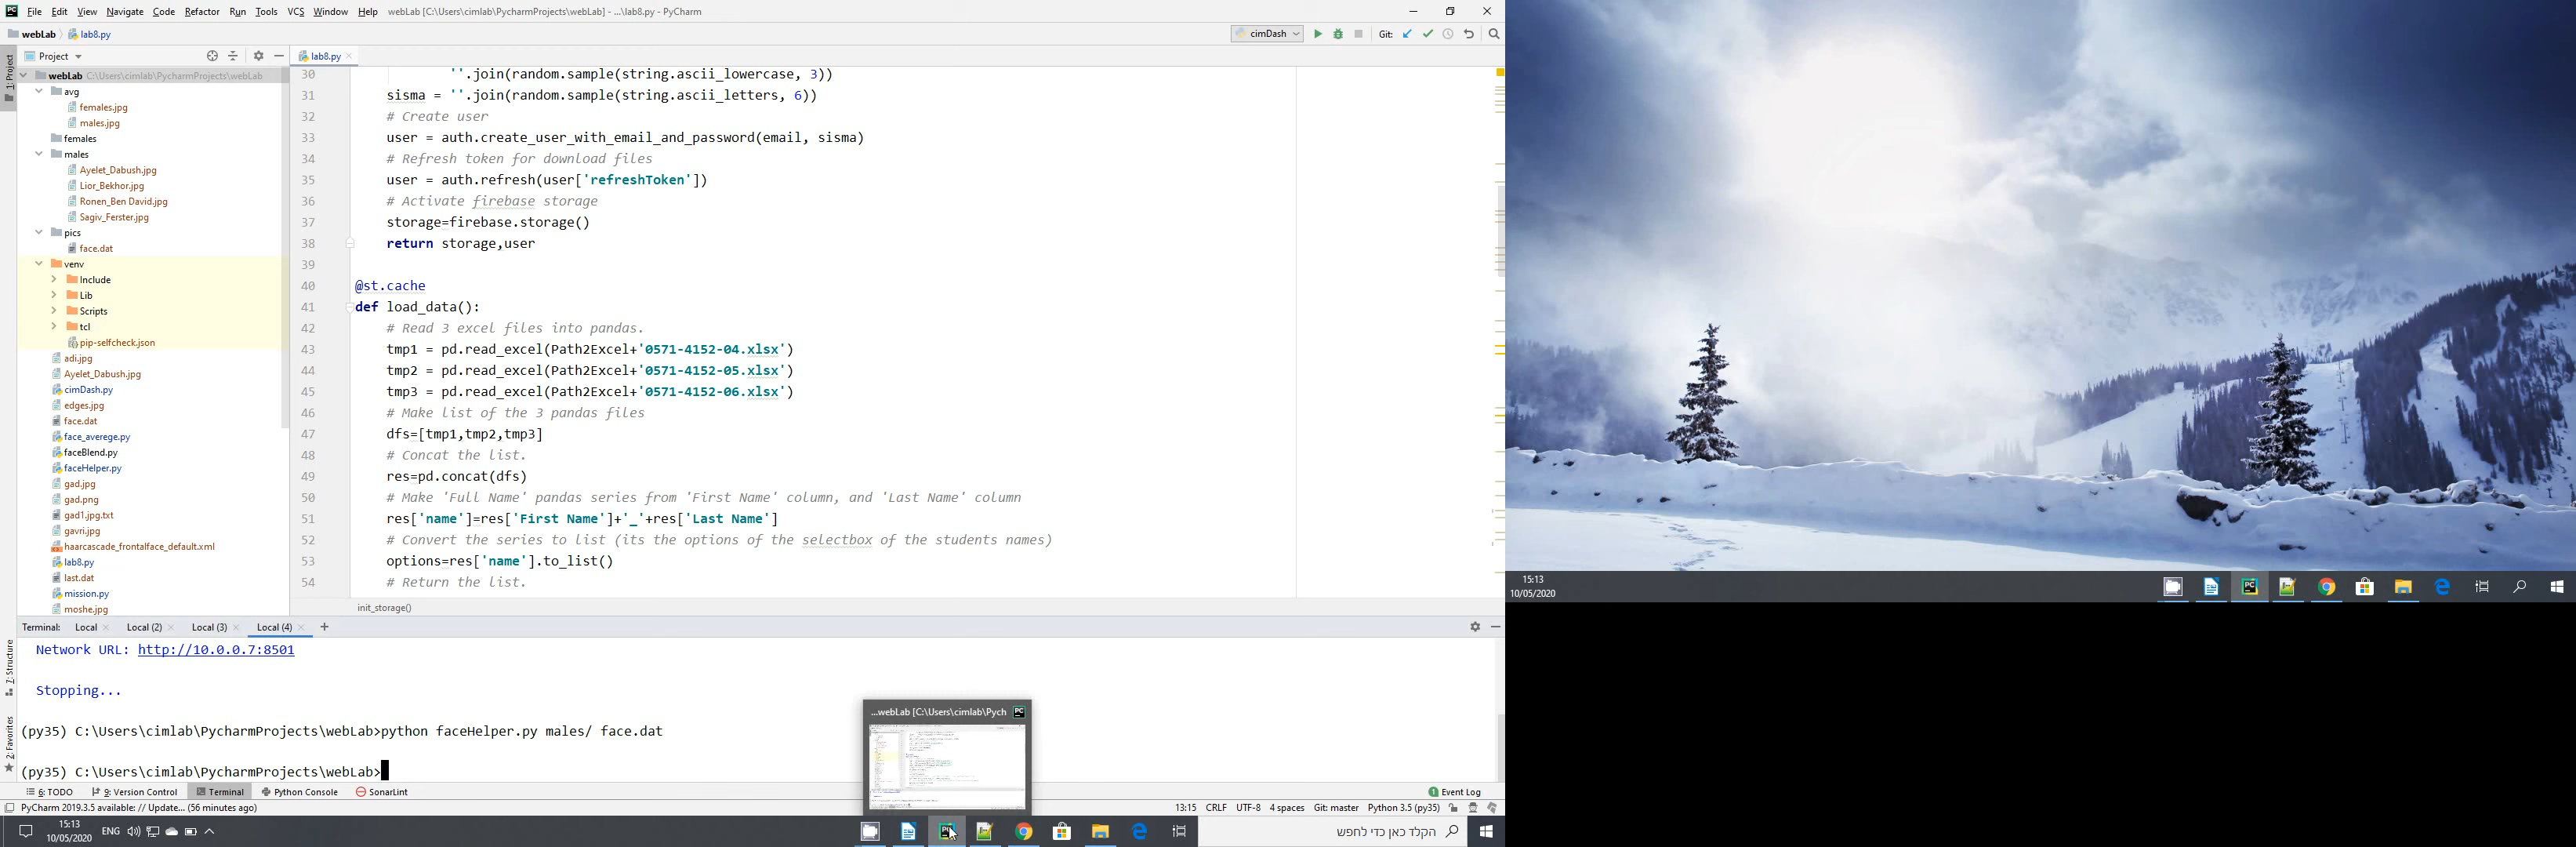 File Edit View Navigate Code Refactor Run Tools VCS Window Help webLab [C:\Users\cimlab\PycharmProjects\webLab] - ...\lab8.py - PyCharm
webLab lab8.py cimDash Git:
1: Project
Project
lab8.py
webLab C:\Users\cimlab\PycharmProjects\webLab
avg
females.jpg
males.jpg
females
males
Ayelet_Dabush.jpg
Lior_Bekhor.jpg
Ronen_Ben David.jpg
Sagiv_Ferster.jpg
pics
face.dat
venv
Include
Lib
Scripts
tcl
pip-selfcheck.json
adi.jpg
Ayelet_Dabush.jpg
cimDash.py
edges.jpg
face.dat
face_averege.py
faceBlend.py
faceHelper.py
gad.jpg
gad.png
gad1.jpg.txt
gavri.jpg
haarcascade_frontalface_default.xml
lab8.py
last.dat
mission.py
moshe.jpg
30 ''.join(random.sample(string.ascii_lowercase, 3))
31 sisma = ''.join(random.sample(string.ascii_letters, 6))
32 # Create user
33 user = auth.create_user_with_email_and_password(email, sisma)
34 # Refresh token for download files
35 user = auth.refresh(user['refreshToken'])
36 # Activate firebase storage
37 storage=firebase.storage()
38 return storage,user
39
40 @st.cache
41 def load_data():
42 # Read 3 excel files into pandas.
43 tmp1 = pd.read_excel(Path2Excel+'0571-4152-04.xlsx')
44 tmp2 = pd.read_excel(Path2Excel+'0571-4152-05.xlsx')
45 tmp3 = pd.read_excel(Path2Excel+'0571-4152-06.xlsx')
46 # Make list of the 3 pandas files
47 dfs=[tmp1,tmp2,tmp3]
48 # Concat the list.
49 res=pd.concat(dfs)
50 # Make 'Full Name' pandas series from 'First Name' column, and 'Last Name' column
51 res['name']=res['First Name']+'_'+res['Last Name']
52 # Convert the series to list (its the options of the selectbox of the students names)
53 options=res['name'].to_list()
54 # Return the list.
init_storage()
Terminal: Local Local (2) Local (3) Local (4) +
Network URL: http://10.0.0.7:8501
Stopping...
(py35) C:\Users\cimlab\PycharmProjects\webLab>python faceHelper.py males/ face.dat
(py35) C:\Users\cimlab\PycharmProjects\webLab>
7: Structure
2: Favorites
...webLab [C:\Users\cimlab\Pych
6: TODO 9: Version Control Terminal Python Console SonarLint 1 Event Log
PyCharm 2019.3.5 available: // Update... (56 minutes ago) 13:15 CRLF UTF-8 4 spaces Git: master Python 3.5 (py35)
15:13
10/05/2020
ENG
הקלד כאן כדי לחפש
15:13
10/05/2020